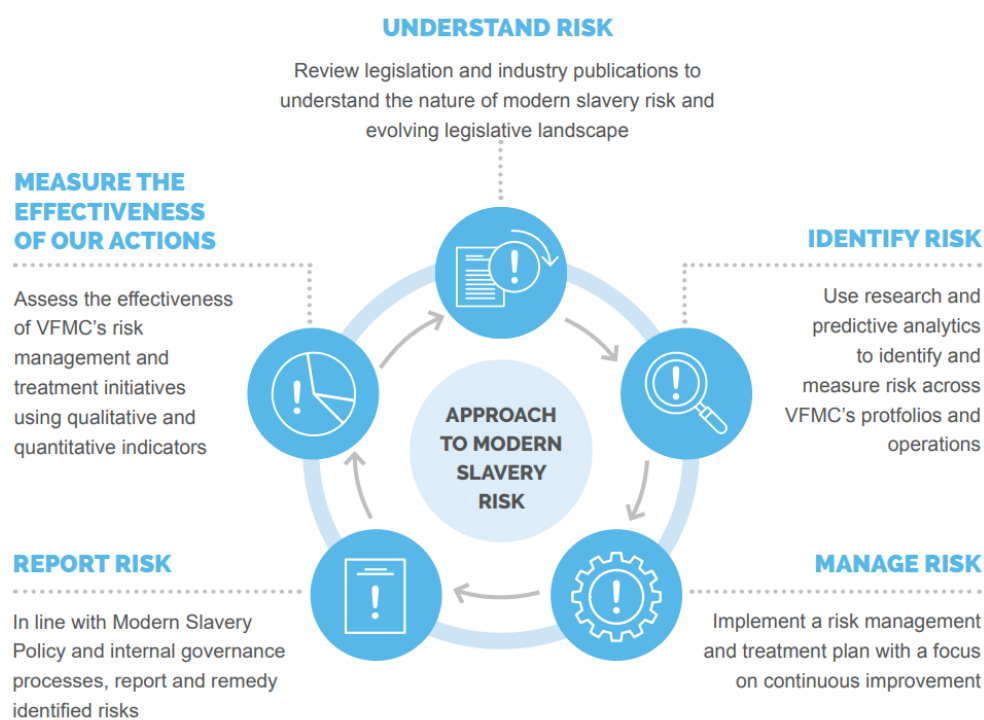 UNDERSTAND RISK
Review legislation and industry publications to
understand the nature of modern slavery risk and
evolving legislative landscape
MEASURE THE
EFFECTIVENESS
OF OUR ACTIONS
Assess the effectiveness
of VFMC’s risk
management and
treatment initiatives
using qualitative and
quantitative indicators
IDENTIFY RISK
Use research and
predictive analytics
to identify and
measure risk across
VFMC’s protfolios and
operations
APPROACH
TO MODERN
SLAVERY
RISK
REPORT RISK
In line with Modern Slavery
Policy and internal governance
processes, report and remedy
identified risks
MANAGE RISK
Implement a risk management
and treatment plan with a focus
on continuous improvement